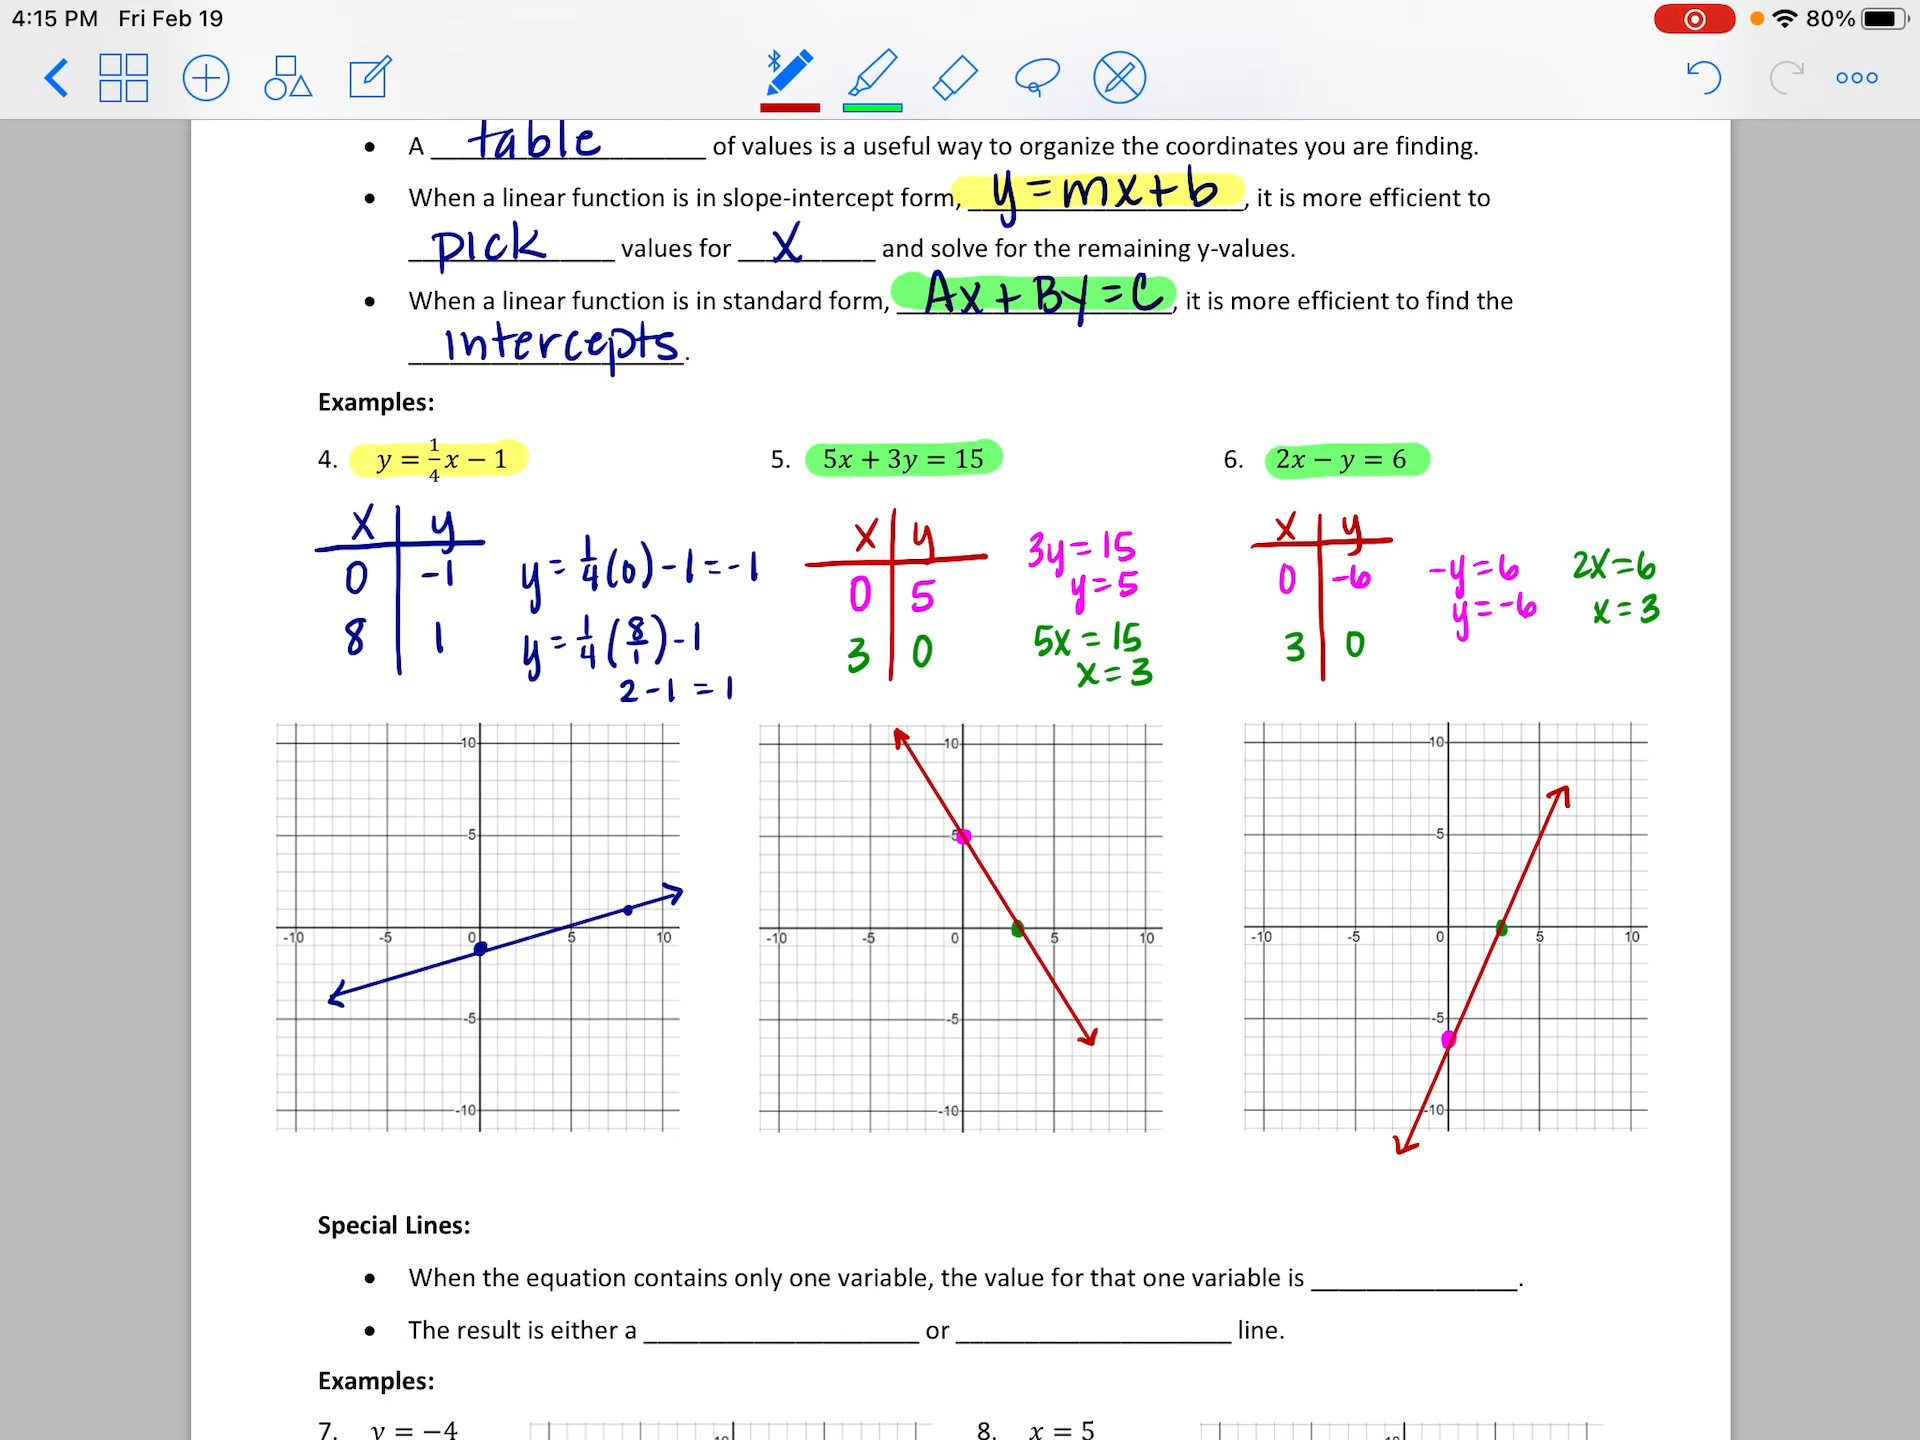 4:15 PM Fri Feb 19
80%
• A table of values is a useful way to organize the coordinates you are finding.
• When a linear function is in slope-intercept form, y = mx + b, it is more efficient to
pick values for x and solve for the remaining y-values.
• When a linear function is in standard form, Ax + By = C, it is more efficient to find the
intercepts.
Examples:
4. y = 1/4 x − 1
5. 5x + 3y = 15
6. 2x − y = 6
x y
0 -1
8 1
y = 1/4 (0) - 1 = -1
y = 1/4 (8/1) - 1
2 - 1 = 1
x y
0 5
3 0
3y = 15
y = 5
5x = 15
x = 3
x y
0 -6
3 0
-y = 6
y = -6
2x = 6
x = 3
10
5
-10 -5 0 5 10
-5
-10
10
5
-10 -5 0 5 10
-5
-10
10
5
-10 -5 0 5 10
-5
-10
Special Lines:
• When the equation contains only one variable, the value for that one variable is ________.
• The result is either a ________ or ________ line.
Examples:
7. y = −4
8. x = 5